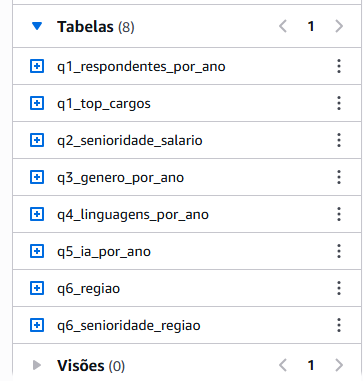 Tabelas (8) 1
q1_respondentes_por_ano
q1_top_cargos
q2_senioridade_salario
q3_genero_por_ano
q4_linguagens_por_ano
q5_ia_por_ano
q6_regiao
q6_senioridade_regiao
Visões (0) 1